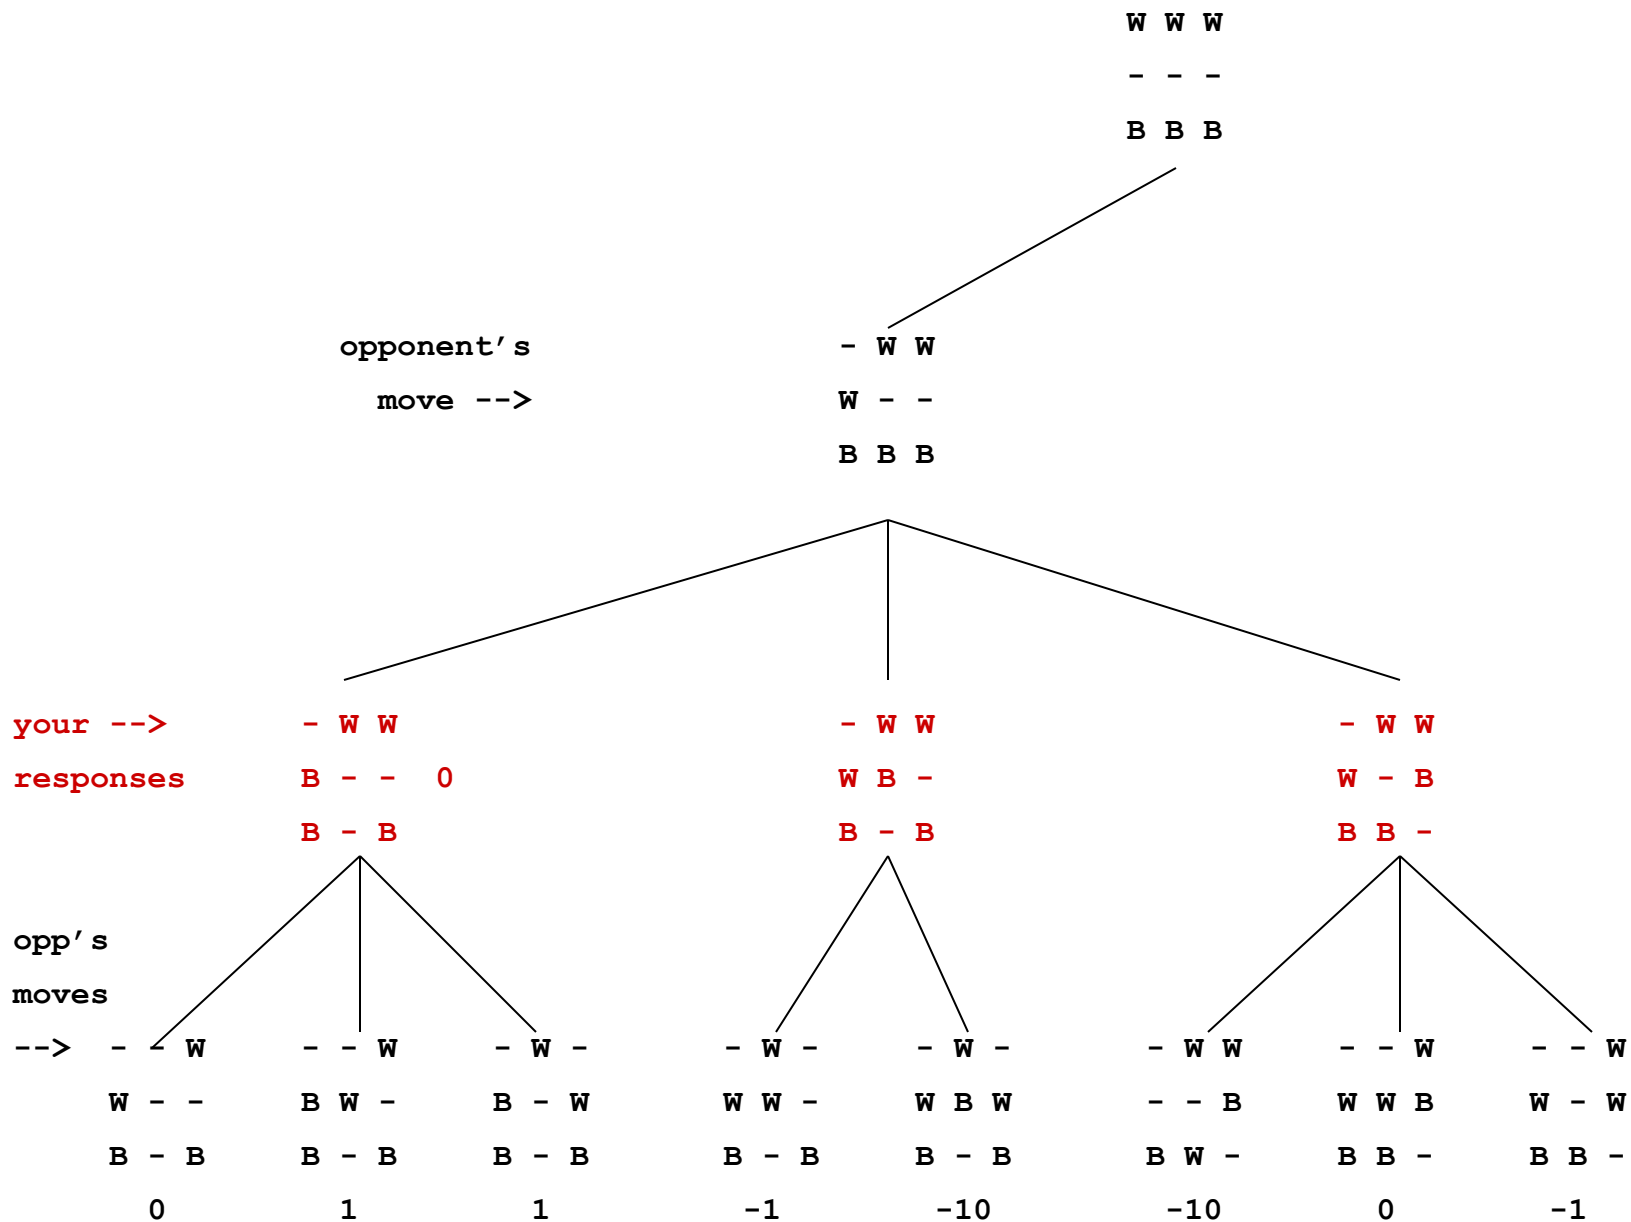 W W W
- - -
B B B
opponent's - W W
move --> W - -
B B B
your --> - W W - W W - W W
responses B - - 0 W B - W - B
B - B B - B B B -
opp's
moves
--> - - W - - W - W - - W - - W - - W W - - W - - W
W - - B W - B - W W W - W B W - - B W W B W - W
B - B B - B B - B B - B B - B B W - B B - B B -
0 1 1 -1 -10 -10 0 -1